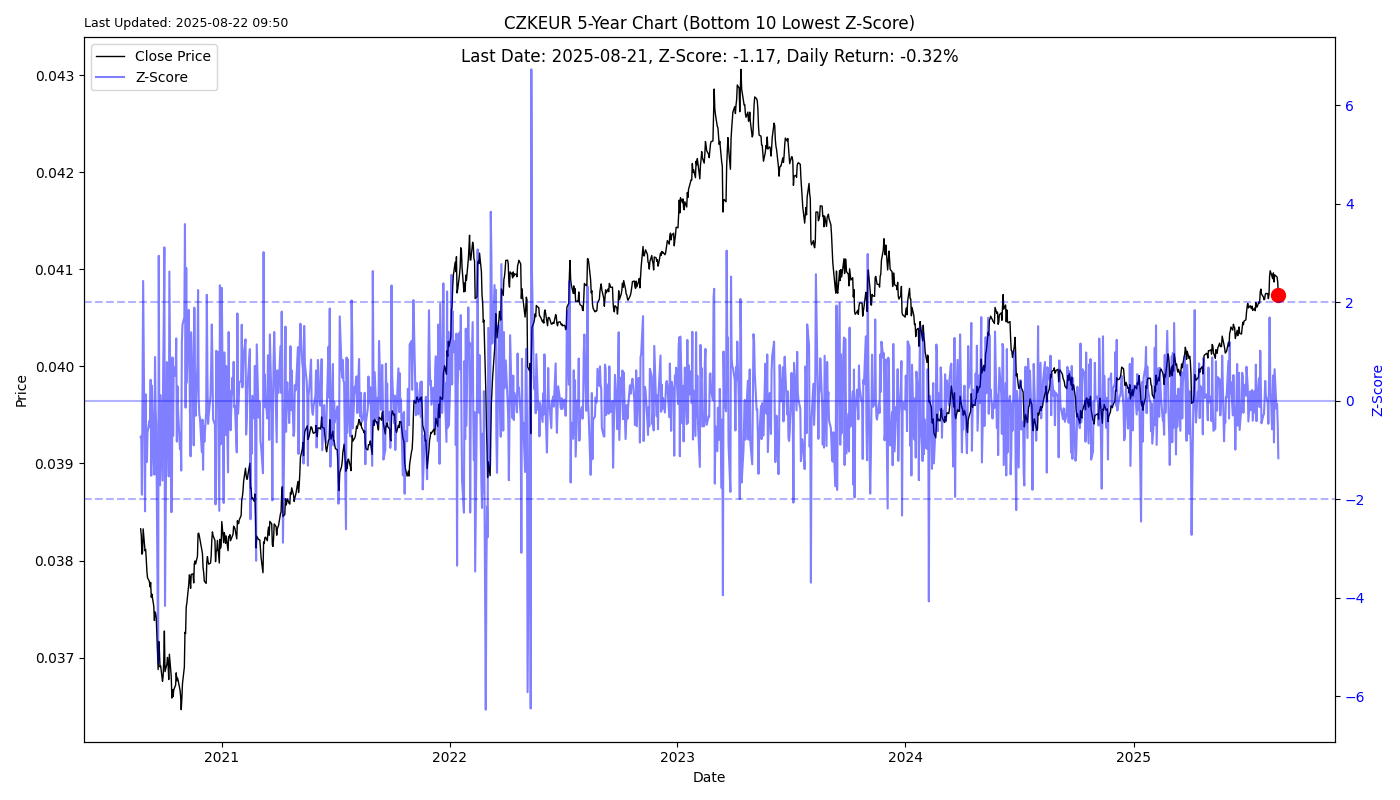 Last Updated: 2025-08-22 09:50
CZKEUR 5-Year Chart (Bottom 10 Lowest Z-Score)
Last Date: 2025-08-21, Z-Score: -1.17, Daily Return: -0.32%
Close Price
Z-Score
0.043
0.042
0.041
0.040
0.039
0.038
0.037
Price
6
4
2
0
−2
−4
−6
Z-Score
2021
2022
2023
2024
2025
Date